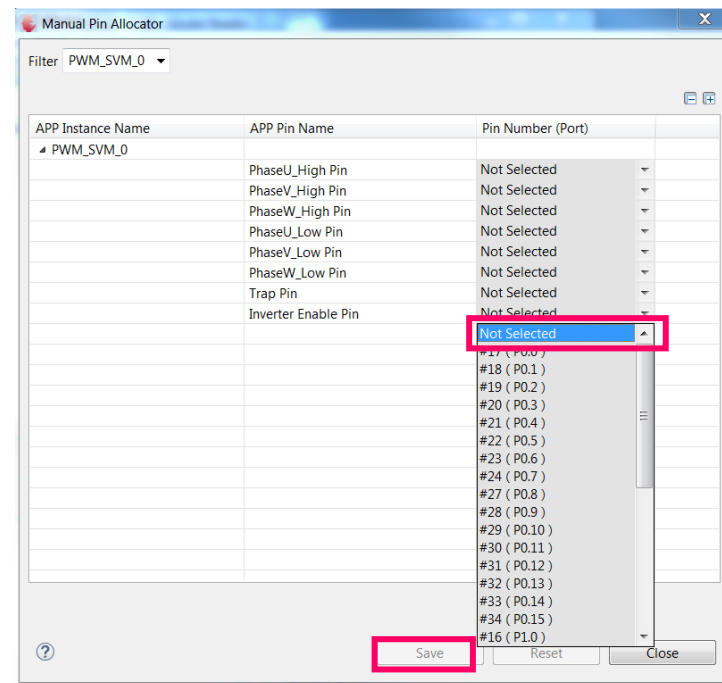 Manual Pin Allocator
Filter PWM_SVM_0
APP Instance Name APP Pin Name Pin Number (Port)
PWM_SVM_0
PhaseU_High Pin Not Selected
PhaseV_High Pin Not Selected
PhaseW_High Pin Not Selected
PhaseU_Low Pin Not Selected
PhaseV_Low Pin Not Selected
PhaseW_Low Pin Not Selected
Trap Pin Not Selected
Inverter Enable Pin Not Selected
Not Selected
#17 ( P0.0 )
#18 ( P0.1 )
#19 ( P0.2 )
#20 ( P0.3 )
#21 ( P0.4 )
#22 ( P0.5 )
#23 ( P0.6 )
#24 ( P0.7 )
#27 ( P0.8 )
#28 ( P0.9 )
#29 ( P0.10 )
#30 ( P0.11 )
#31 ( P0.12 )
#32 ( P0.13 )
#33 ( P0.14 )
#34 ( P0.15 )
#16 ( P1.0 )
Save Reset Close